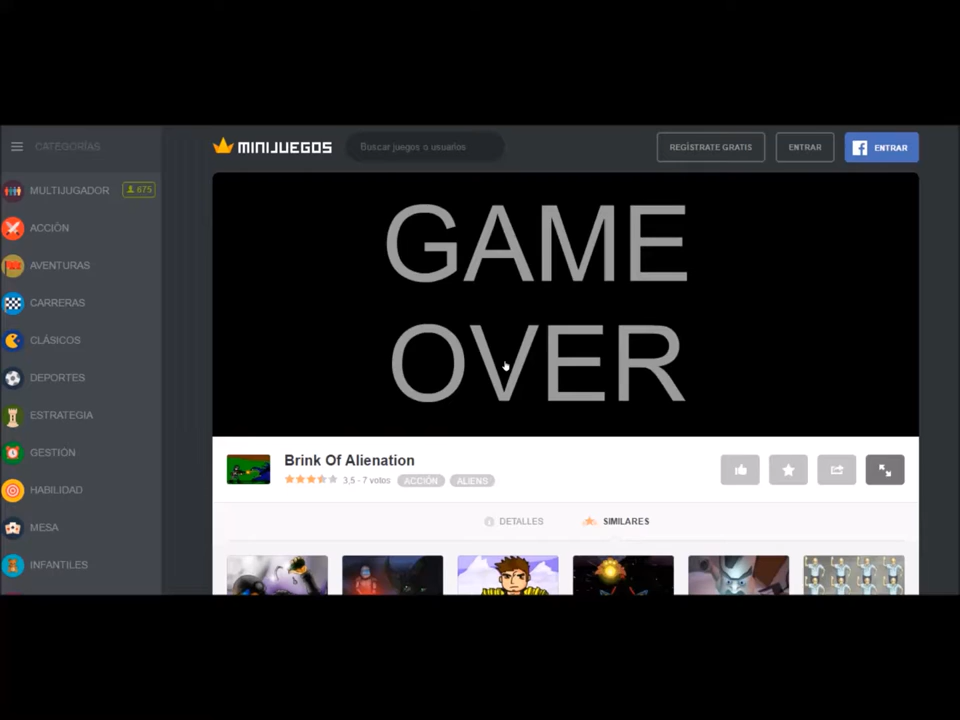 CATEGORÍAS
MINIJUEGOS
Buscar juegos o usuarios
REGÍSTRATE GRATIS
ENTRAR
ENTRAR
MULTIJUGADOR 675
ACCIÓN
AVENTURAS
CARRERAS
CLÁSICOS
DEPORTES
ESTRATEGIA
GESTIÓN
HABILIDAD
MESA
INFANTILES
GAME
OVER
Brink Of Alienation
3,5 - 7 votos ACCIÓN ALIENS
DETALLES SIMILARES